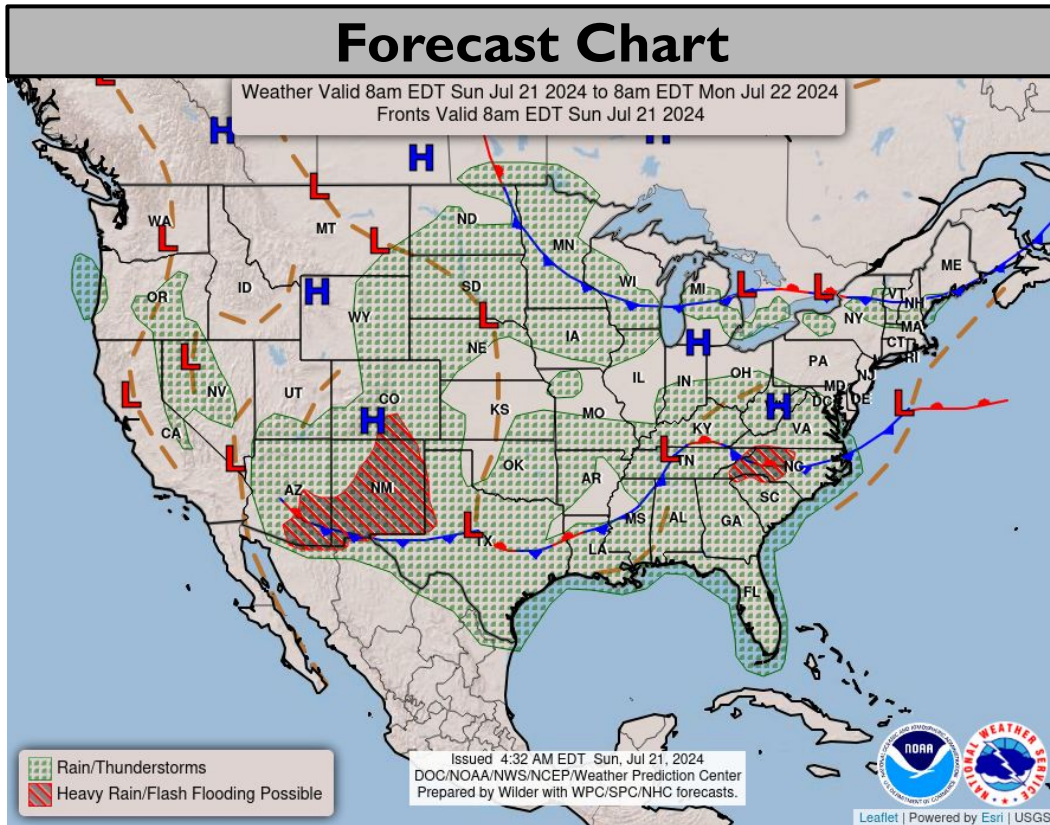 Forecast Chart
Weather Valid 8am EDT Sun Jul 21 2024 to 8am EDT Mon Jul 22 2024
Fronts Valid 8am EDT Sun Jul 21 2024
L
H
H
H
L
WA
MT
ND
MN
ME
L
L
OR
ID
H
WY
SD
WI
MI
L
L
VT
NH
L
NE
IA
H
NY
MA
CT
RI
L
NV
UT
CO
KS
MO
IL
IN
OH
PA
NJ
MD
DE
DC
L
CA
H
KY
H
VA
L
L
AZ
NM
OK
AR
L
TN
NC
SC
L
TX
LA
MS
AL
GA
FL
Rain/Thunderstorms
Heavy Rain/Flash Flooding Possible
Issued 4:32 AM EDT Sun, Jul 21, 2024
DOC/NOAA/NWS/NCEP/Weather Prediction Center
Prepared by Wilder with WPC/SPC/NHC forecasts.
NOAA
NATIONAL WEATHER SERVICE
Leaflet | Powered by Esri | USGS